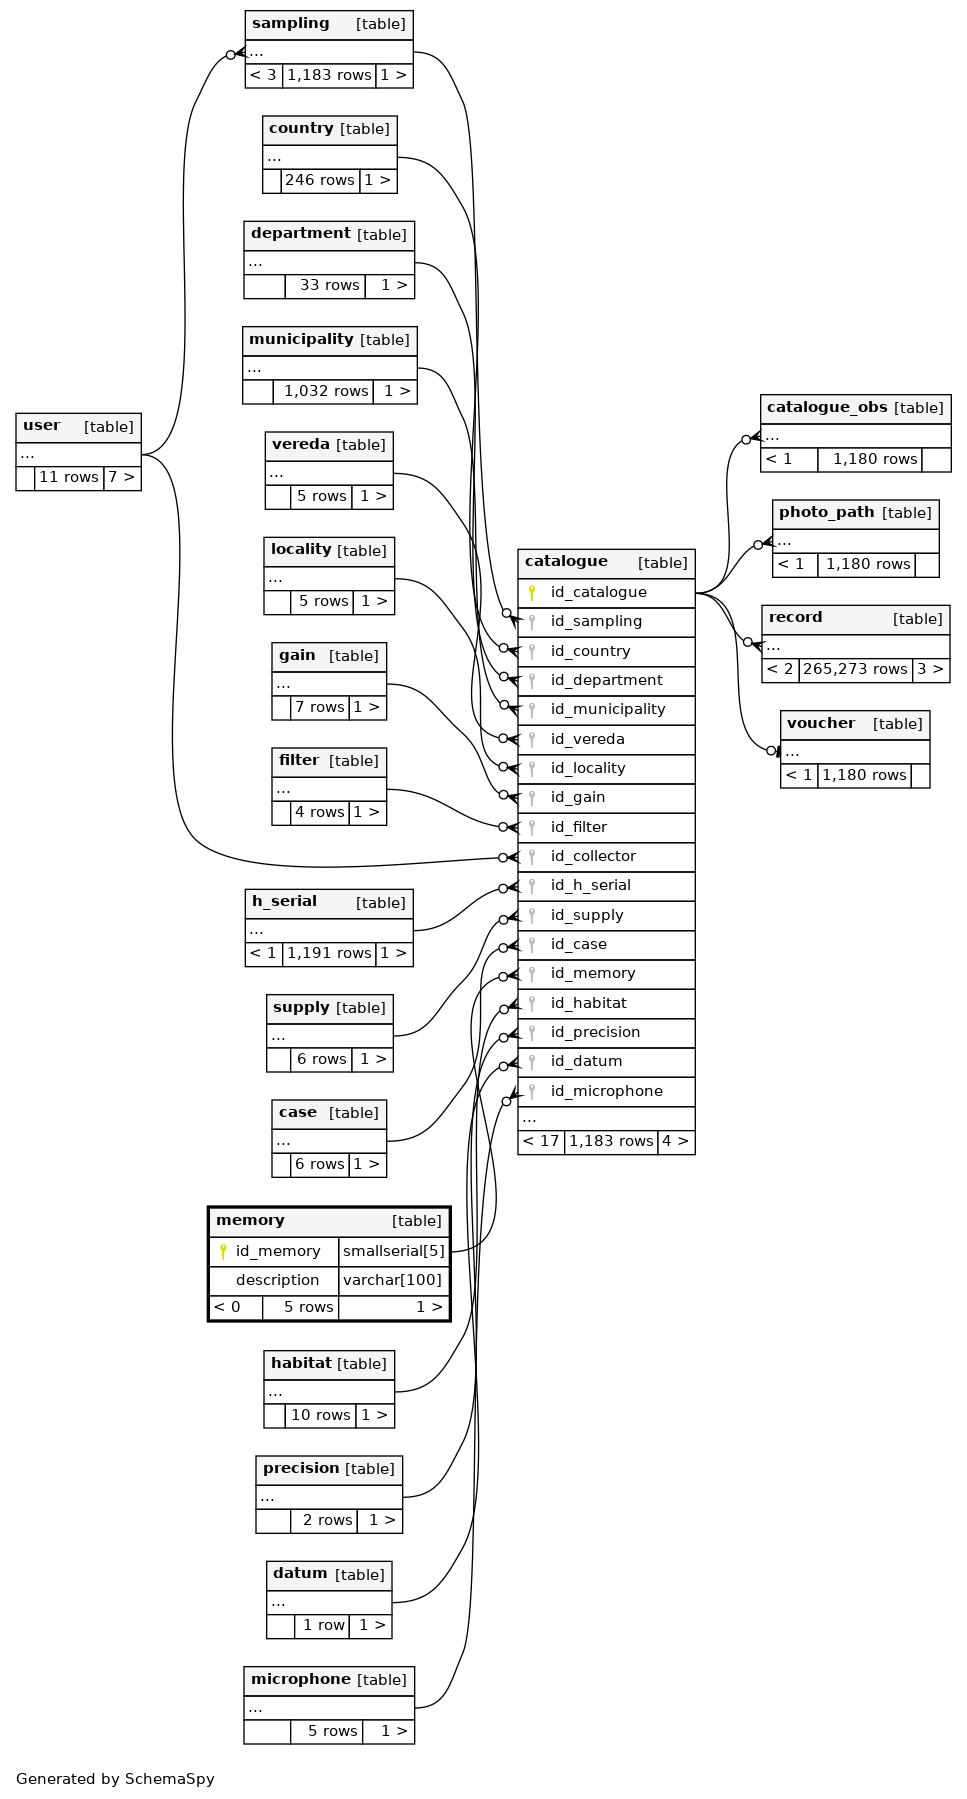 sampling [table]
...
< 3 1,183 rows 1 >
country [table]
...
246 rows 1 >
department [table]
...
33 rows 1 >
municipality [table]
...
1,032 rows 1 >
user [table]
...
11 rows 7 >
vereda [table]
...
5 rows 1 >
locality [table]
...
5 rows 1 >
gain [table]
...
7 rows 1 >
filter [table]
...
4 rows 1 >
h_serial [table]
...
< 1 1,191 rows 1 >
supply [table]
...
6 rows 1 >
case [table]
...
6 rows 1 >
memory [table]
id_memory smallserial[5]
description varchar[100]
< 0 5 rows 1 >
habitat [table]
...
10 rows 1 >
precision [table]
...
2 rows 1 >
datum [table]
...
1 row 1 >
microphone [table]
...
5 rows 1 >
catalogue [table]
id_catalogue
id_sampling
id_country
id_department
id_municipality
id_vereda
id_locality
id_gain
id_filter
id_collector
id_h_serial
id_supply
id_case
id_memory
id_habitat
id_precision
id_datum
id_microphone
...
< 17 1,183 rows 4 >
catalogue_obs [table]
...
< 1 1,180 rows
photo_path [table]
...
< 1 1,180 rows
record [table]
...
< 2 265,273 rows 3 >
voucher [table]
...
< 1 1,180 rows
Generated by SchemaSpy